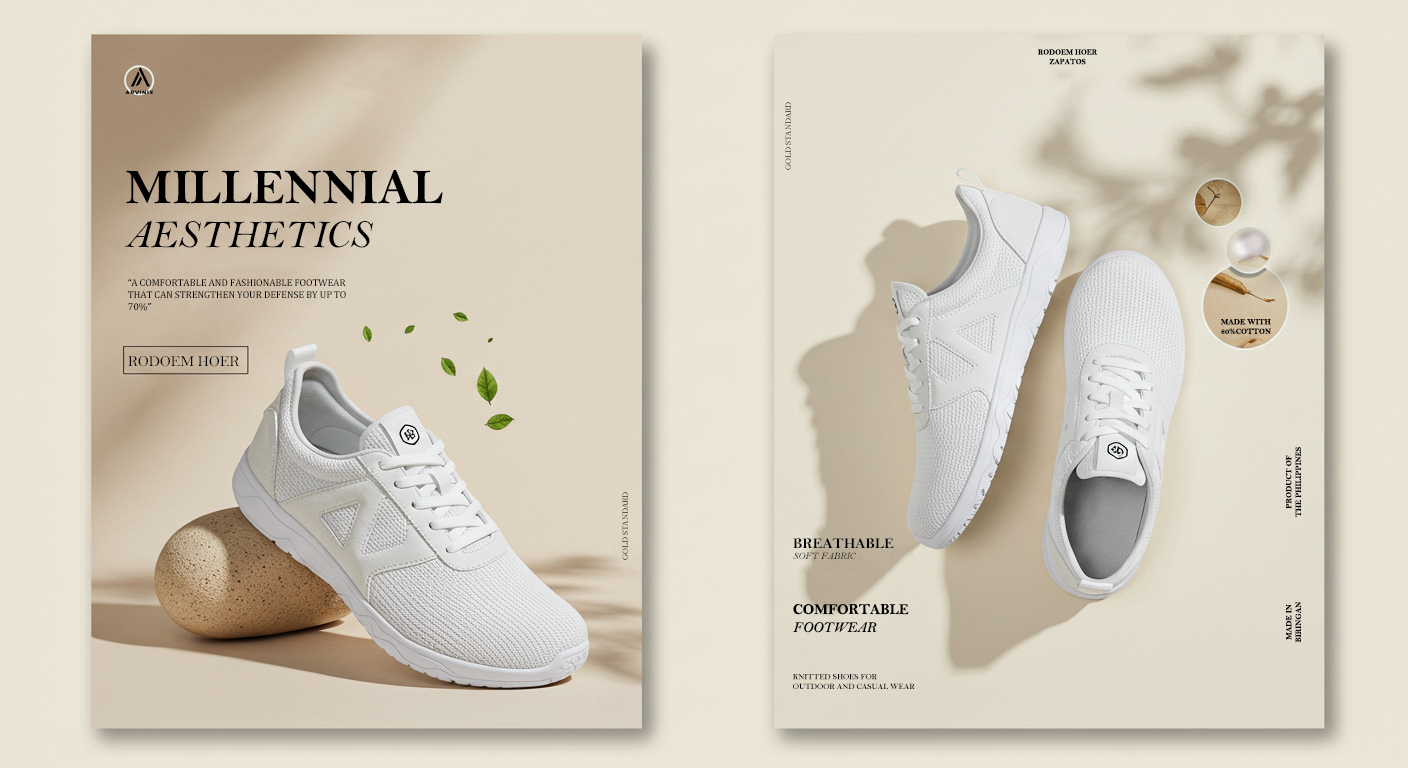 ADVINIX
MILLENNIAL
AESTHETICS
“A COMFORTABLE AND FASHIONABLE FOOTWEAR
THAT CAN STRENGTHEN YOUR DEFENSE BY UP TO
70%”
RODOEM HOER
GOLD STANDARD
RODOEM HOER
ZAPATOS
GOLD STANDARD
MADE WITH
80%COTTON
PRODUCT OF
THE PHILIPPINES
BREATHABLE
SOFT FABRIC
COMFORTABLE
FOOTWEAR
MADE IN
BIRINGAN
KNITTED SHOES FOR
OUTDOOR AND CASUAL WEAR